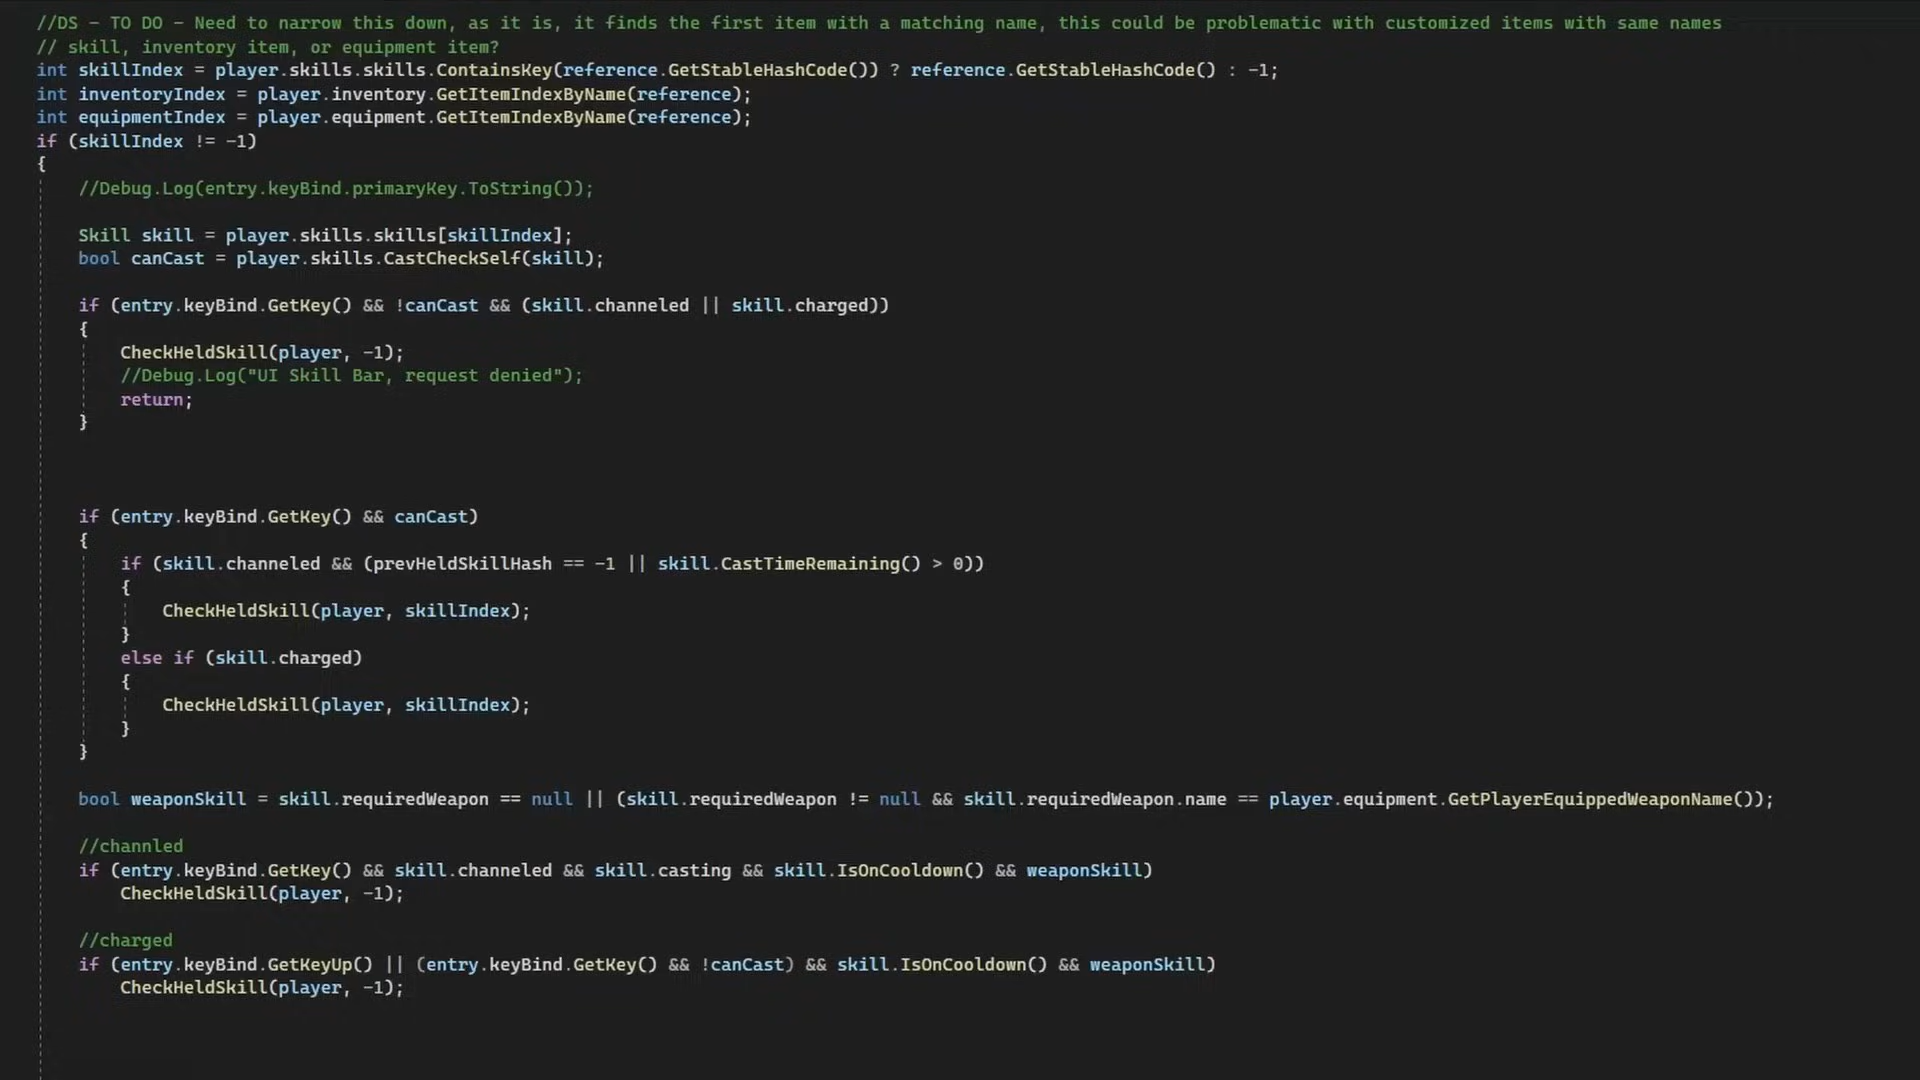 //DS - TO DO - Need to narrow this down, as it is, it finds the first item with a matching name, this could be problematic with customized items with same names
// skill, inventory item, or equipment item?
int skillIndex = player.skills.skills.ContainsKey(reference.GetStableHashCode()) ? reference.GetStableHashCode() : -1;
int inventoryIndex = player.inventory.GetItemIndexByName(reference);
int equipmentIndex = player.equipment.GetItemIndexByName(reference);
if (skillIndex != -1)
{
//Debug.Log(entry.keyBind.primaryKey.ToString());
Skill skill = player.skills.skills[skillIndex];
bool canCast = player.skills.CastCheckSelf(skill);
if (entry.keyBind.GetKey() && !canCast && (skill.channeled || skill.charged))
{
CheckHeldSkill(player, -1);
//Debug.Log("UI Skill Bar, request denied");
return;
}
if (entry.keyBind.GetKey() && canCast)
{
if (skill.channeled && (prevHeldSkillHash == -1 || skill.CastTimeRemaining() > 0))
{
CheckHeldSkill(player, skillIndex);
}
else if (skill.charged)
{
CheckHeldSkill(player, skillIndex);
}
}
bool weaponSkill = skill.requiredWeapon == null || (skill.requiredWeapon != null && skill.requiredWeapon.name == player.equipment.GetPlayerEquippedWeaponName());
//channled
if (entry.keyBind.GetKey() && skill.channeled && skill.casting && skill.IsOnCooldown() && weaponSkill)
CheckHeldSkill(player, -1);
//charged
if (entry.keyBind.GetKeyUp() || (entry.keyBind.GetKey() && !canCast) && skill.IsOnCooldown() && weaponSkill)
CheckHeldSkill(player, -1);